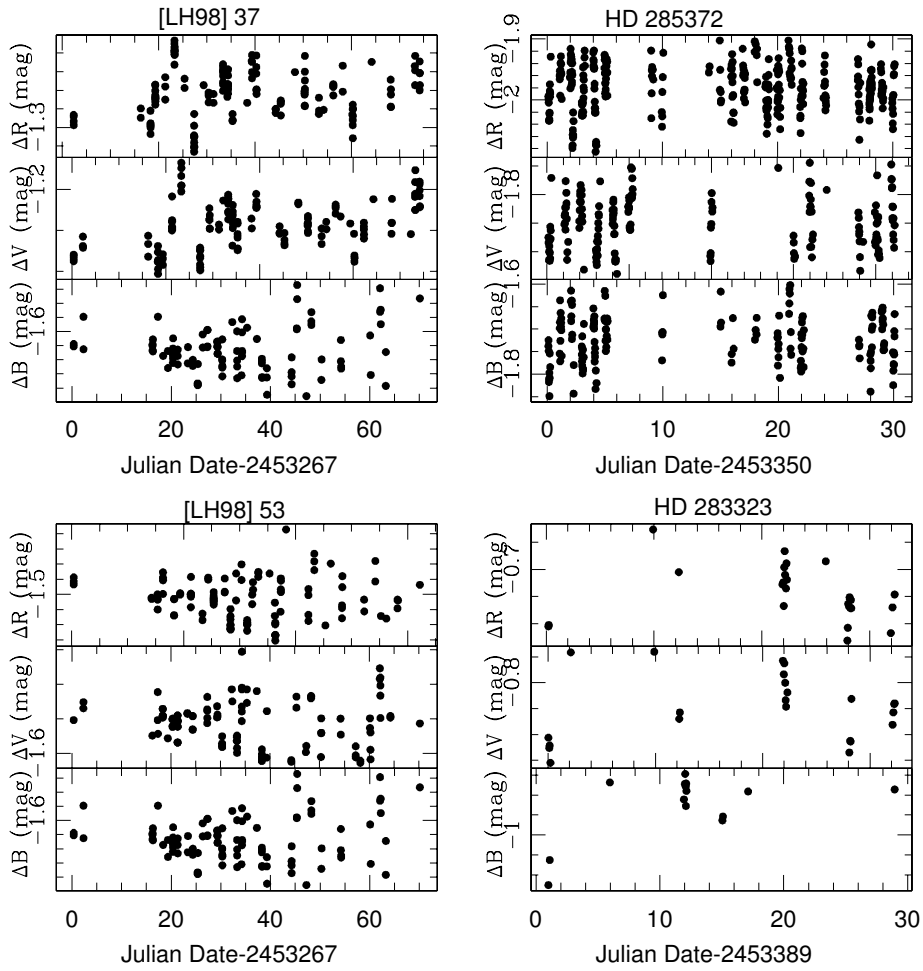 [LH98] 37
ΔR (mag)
−1.3
ΔV (mag)
−1.2
ΔB (mag)
−1.6
0 20 40 60
Julian Date-2453267
HD 285372
ΔR (mag)
−1.9
−2
ΔV (mag)
−1.8
−1.6
ΔB (mag)
−1.6
−1.8
0 10 20 30
Julian Date-2453350
[LH98] 53
ΔR (mag)
−1.5
ΔV (mag)
−1.6
ΔB (mag)
−1.6
0 20 40 60
Julian Date-2453267
HD 283323
ΔR (mag)
−0.7
ΔV (mag)
−0.8
ΔB (mag)
−1
0 10 20 30
Julian Date-2453389